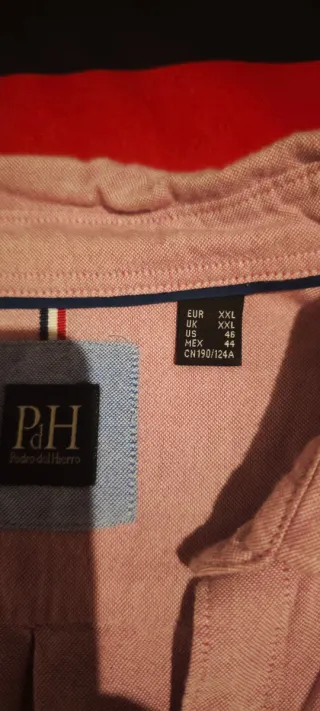 EUR XXL
UK XXL
US 46
MEX 44
CN190/124A
PdH
Pedro del Hierro